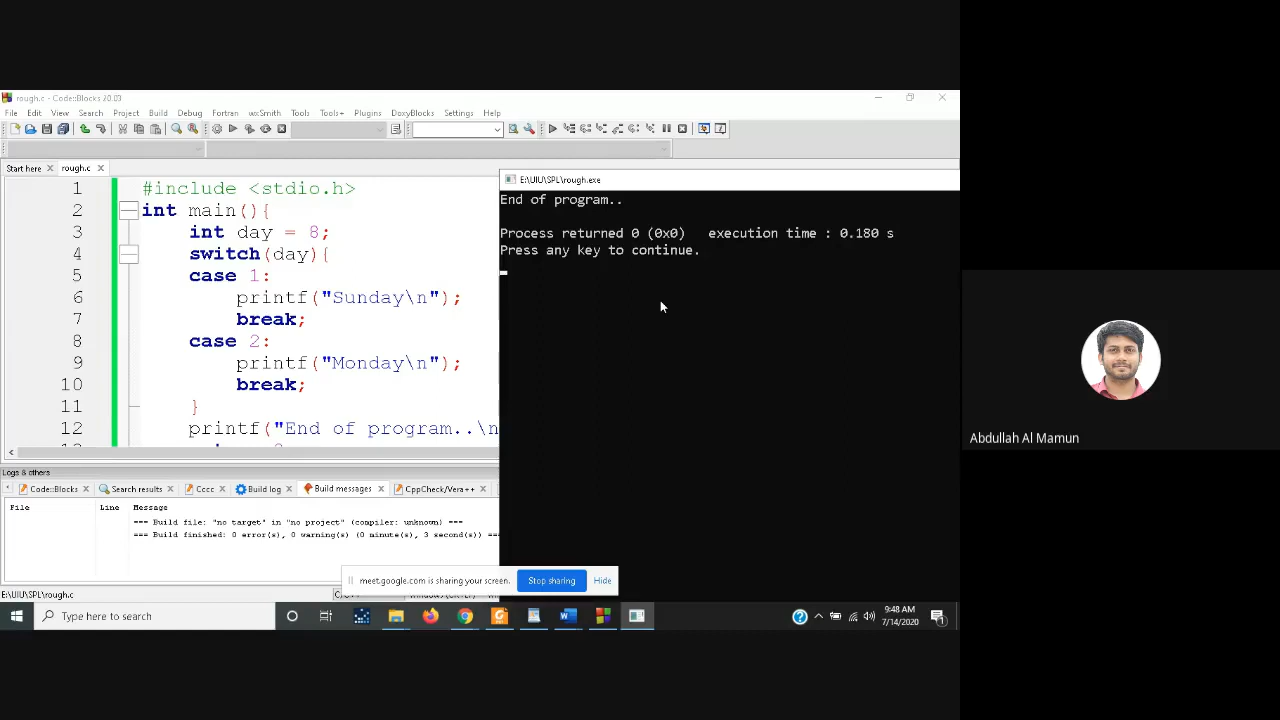 rough.c - Code::Blocks 20.03
File Edit View Search Project Build Debug Fortran wxSmith Tools Tools+ Plugins DoxyBlocks Settings Help
Start here rough.c
1 #include <stdio.h>
2 int main(){
3 int day = 8;
4 switch(day){
5 case 1:
6 printf("Sunday\n");
7 break;
8 case 2:
9 printf("Monday\n");
10 break;
11 }
12 printf("End of program..\n
E:\UIU\SPL\rough.exe
End of program..
Process returned 0 (0x0) execution time : 0.180 s
Press any key to continue.
Abdullah Al Mamun
Logs & others
Code::Blocks Search results Cccc Build log Build messages CppCheck/Vera++
File Line Message
=== Build file: "no target" in "no project" (compiler: unknown) ===
=== Build finished: 0 error(s), 0 warning(s) (0 minute(s), 3 second(s)) ===
meet.google.com is sharing your screen. Stop sharing Hide
E:\UIU\SPL\rough.c
Type here to search
9:48 AM
7/14/2020